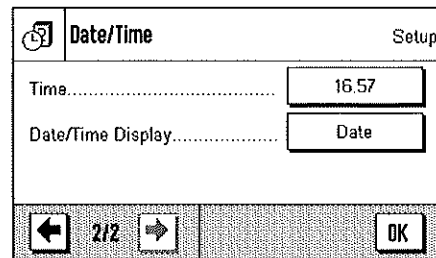 Date/Time Setup
Time........................................ 16.57
Date/Time Display.................... Date
2/2 OK